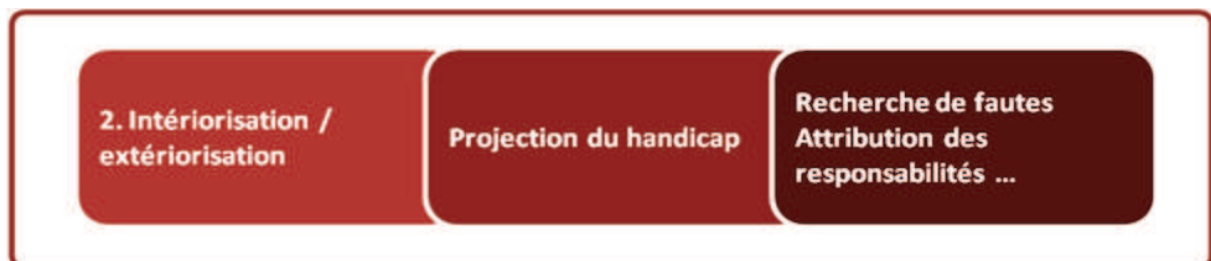 2. Intériorisation /
extériorisation
Projection du handicap
Recherche de fautes
Attribution des
responsabilités ...